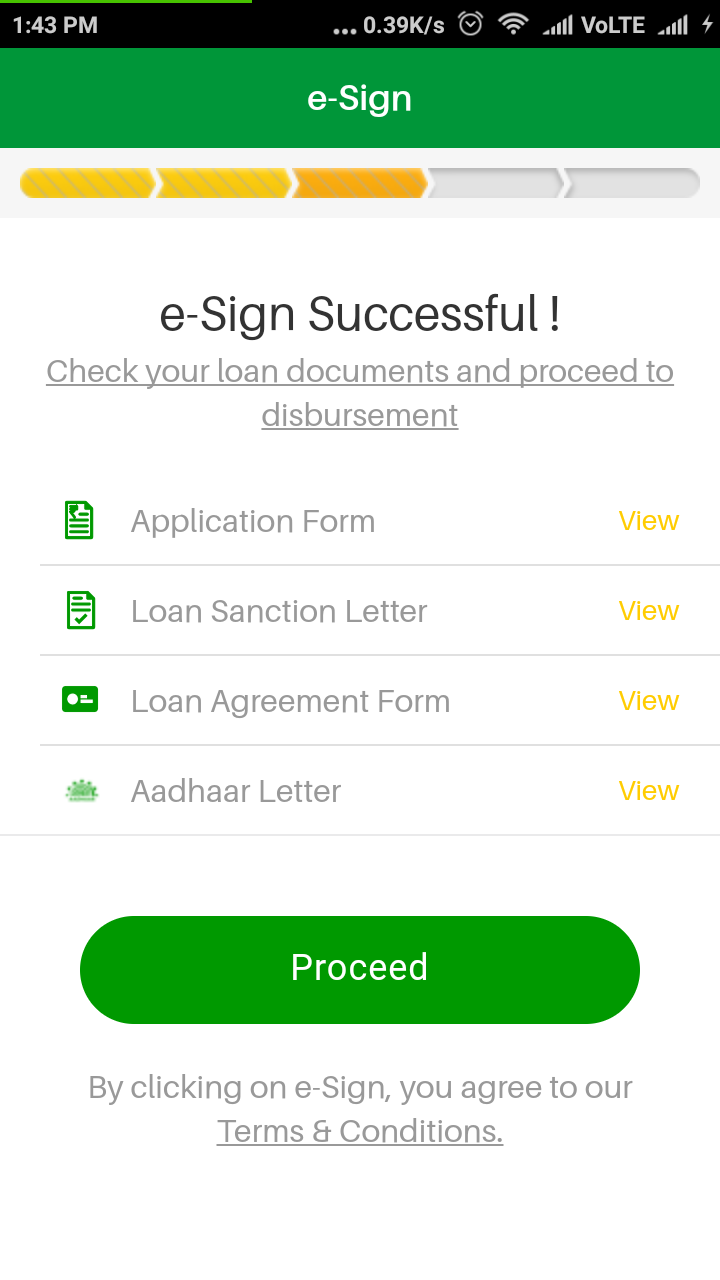 1:43 PM ... 0.39K/s VoLTE
e-Sign
e-Sign Successful !
Check your loan documents and proceed to
disbursement
Application Form View
Loan Sanction Letter View
Loan Agreement Form View
Aadhaar Letter View
Proceed
By clicking on e-Sign, you agree to our
Terms & Conditions.